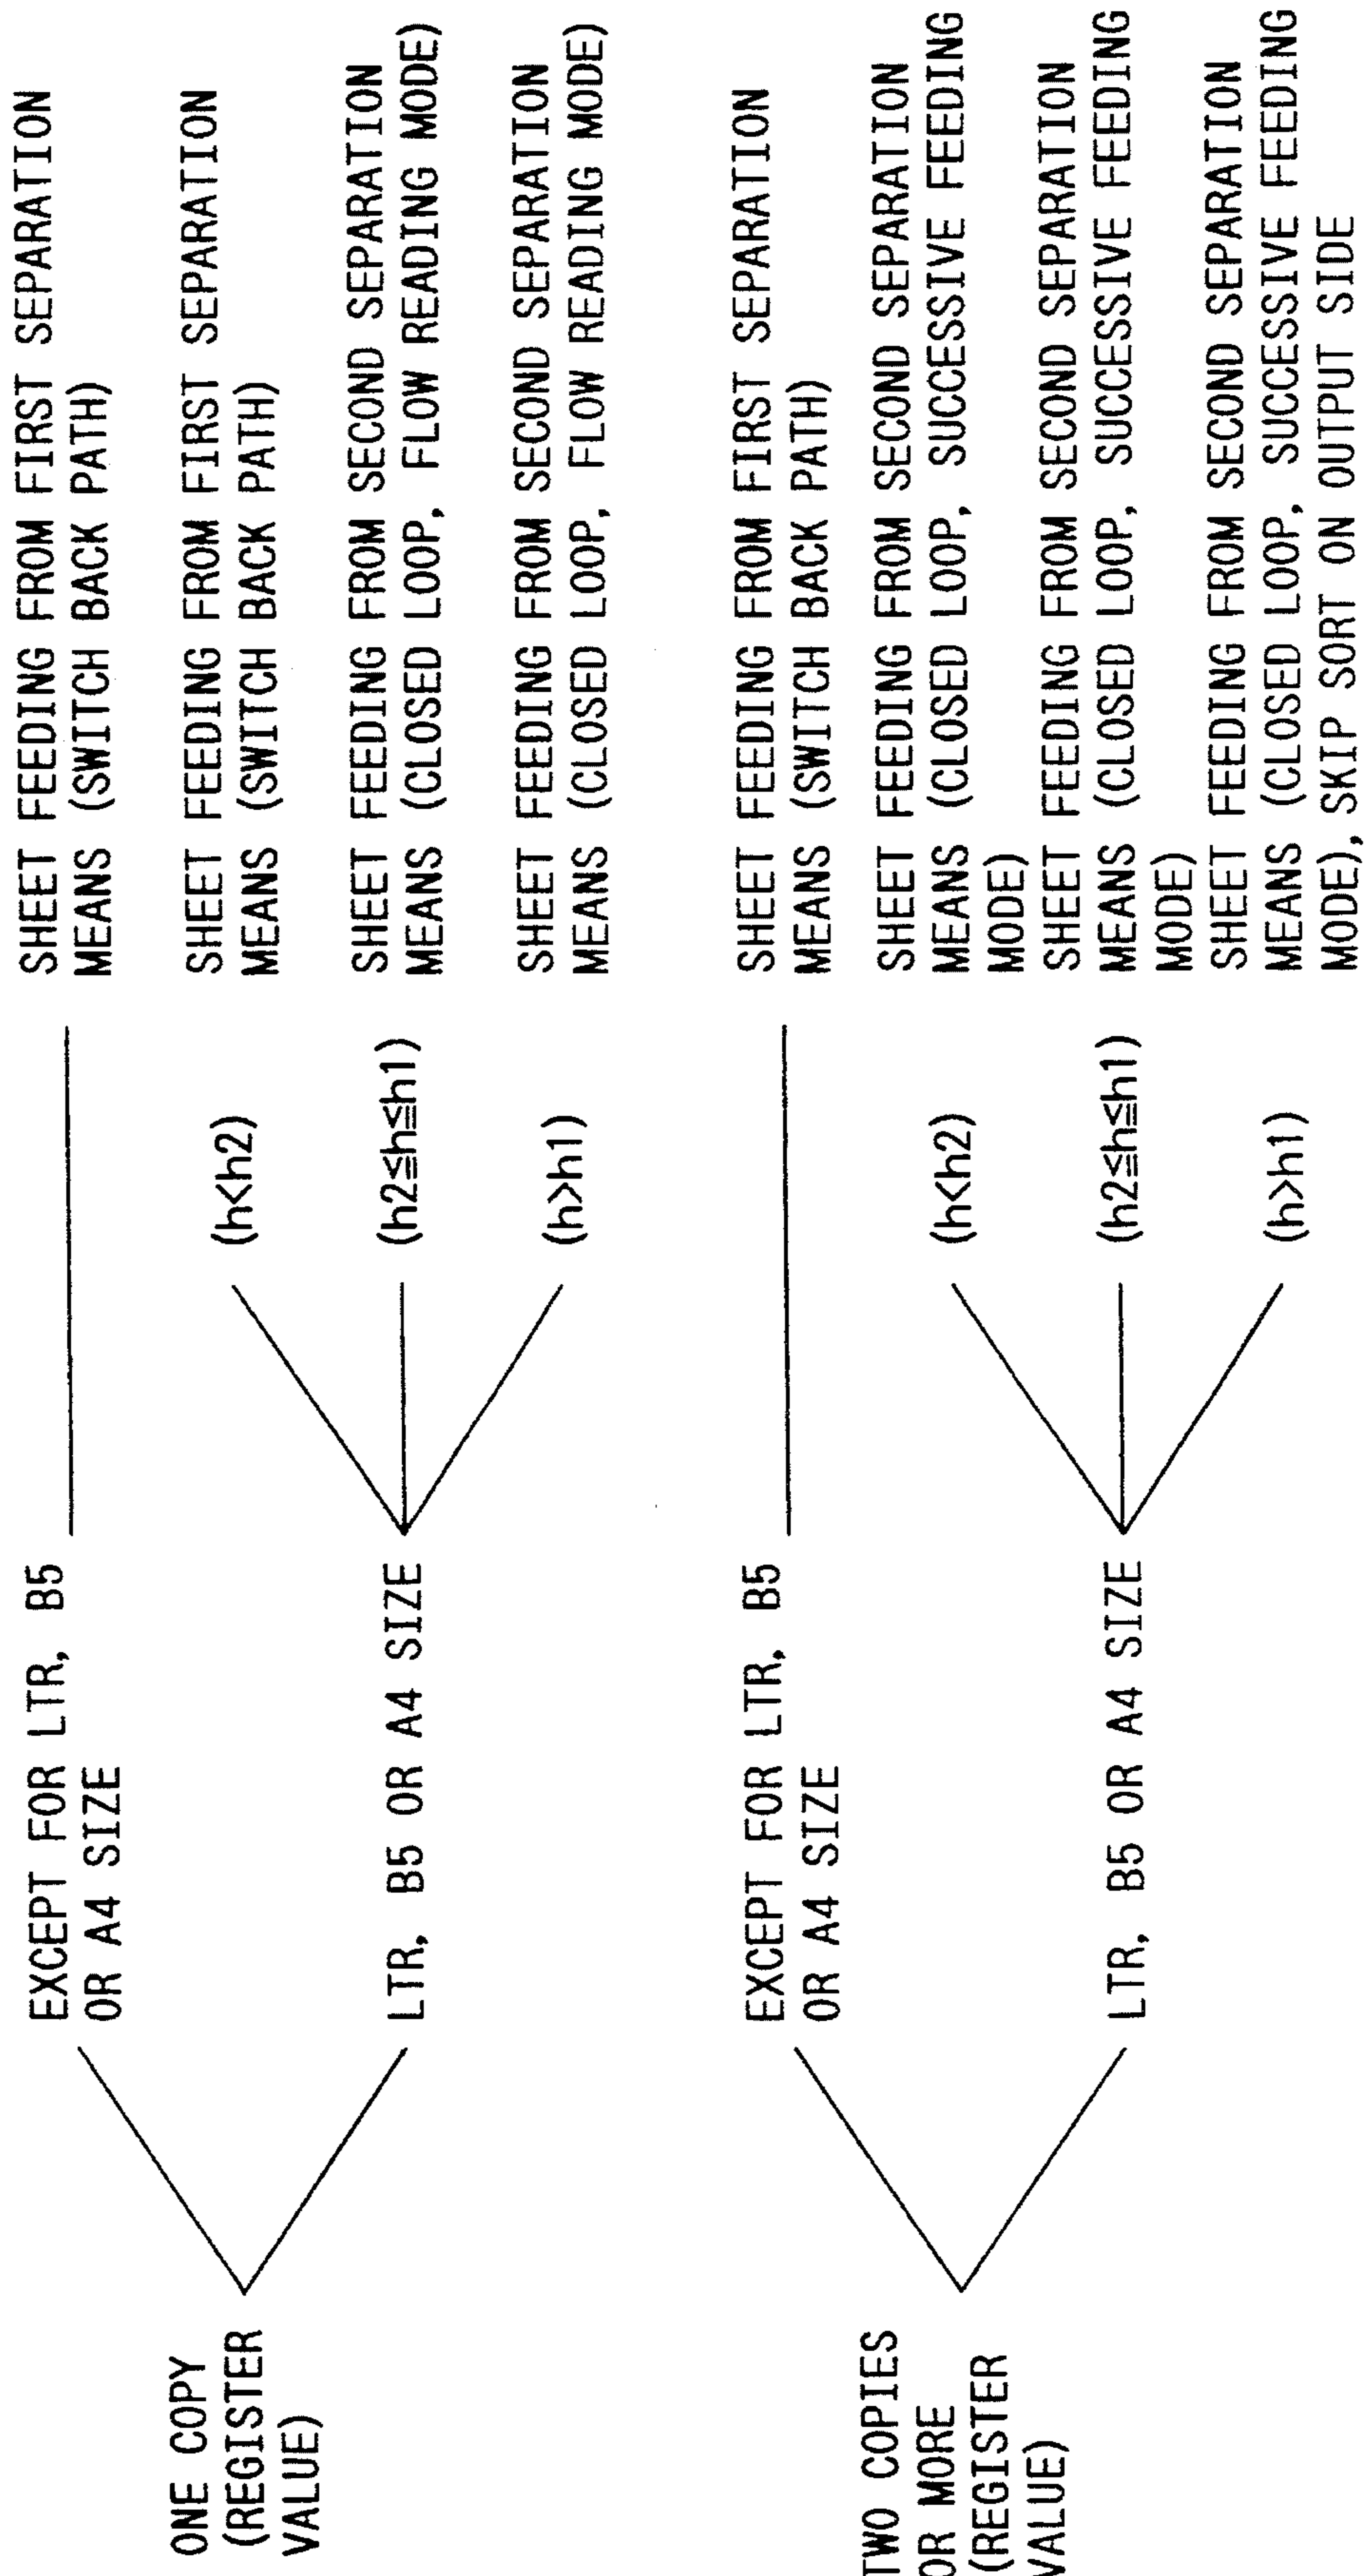 ONE COPY
(REGISTER
VALUE)
EXCEPT FOR LTR, B5
OR A4 SIZE
SHEET FEEDING FROM FIRST SEPARATION
MEANS (SWITCH BACK PATH)
LTR, B5 OR A4 SIZE
(h<h2)
SHEET FEEDING FROM FIRST SEPARATION
MEANS (SWITCH BACK PATH)
(h2≦h≦h1)
SHEET FEEDING FROM SECOND SEPARATION
MEANS (CLOSED LOOP, FLOW READING MODE)
(h>h1)
SHEET FEEDING FROM SECOND SEPARATION
MEANS (CLOSED LOOP, FLOW READING MODE)
TWO COPIES
OR MORE
(REGISTER
VALUE)
EXCEPT FOR LTR, B5
OR A4 SIZE
SHEET FEEDING FROM FIRST SEPARATION
MEANS (SWITCH BACK PATH)
LTR, B5 OR A4 SIZE
(h<h2)
SHEET FEEDING FROM SECOND SEPARATION
MEANS (CLOSED LOOP, SUCCESSIVE FEEDING
MODE)
(h2≦h≦h1)
SHEET FEEDING FROM SECOND SEPARATION
MEANS (CLOSED LOOP, SUCCESSIVE FEEDING
MODE)
(h>h1)
SHEET FEEDING FROM SECOND SEPARATION
MEANS (CLOSED LOOP, SUCCESSIVE FEEDING
MODE), SKIP SORT ON OUTPUT SIDE